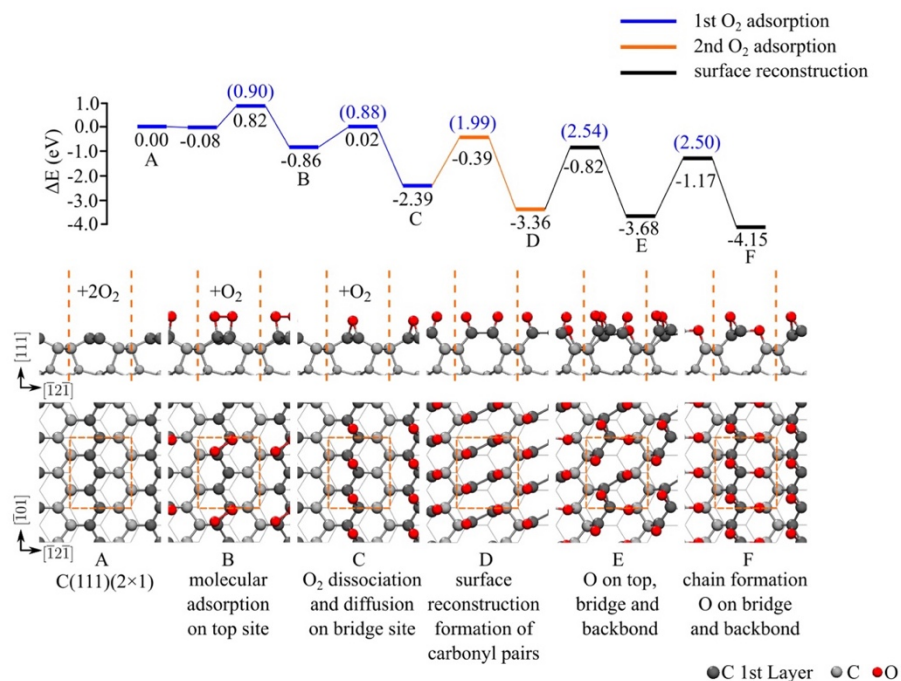 1st O₂ adsorption
2nd O₂ adsorption
surface reconstruction
ΔE (eV)
1.0
0.0
-1.0
-2.0
-3.0
-4.0
0.00
A
-0.08
(0.90)
0.82
-0.86
B
(0.88)
0.02
-2.39
C
(1.99)
-0.39
-3.36
D
(2.54)
-0.82
-3.68
E
(2.50)
-1.17
-4.15
F
+2O₂
+O₂
+O₂
[111]
[1̅21̅]
[1̅01]
[1̅21̅]
A
C(111)(2×1)
B
molecular
adsorption
on top site
C
O₂ dissociation
and diffusion
on bridge site
D
surface
reconstruction
formation of
carbonyl pairs
E
O on top,
bridge and
backbond
F
chain formation
O on bridge
and backbond
C 1st Layer C O